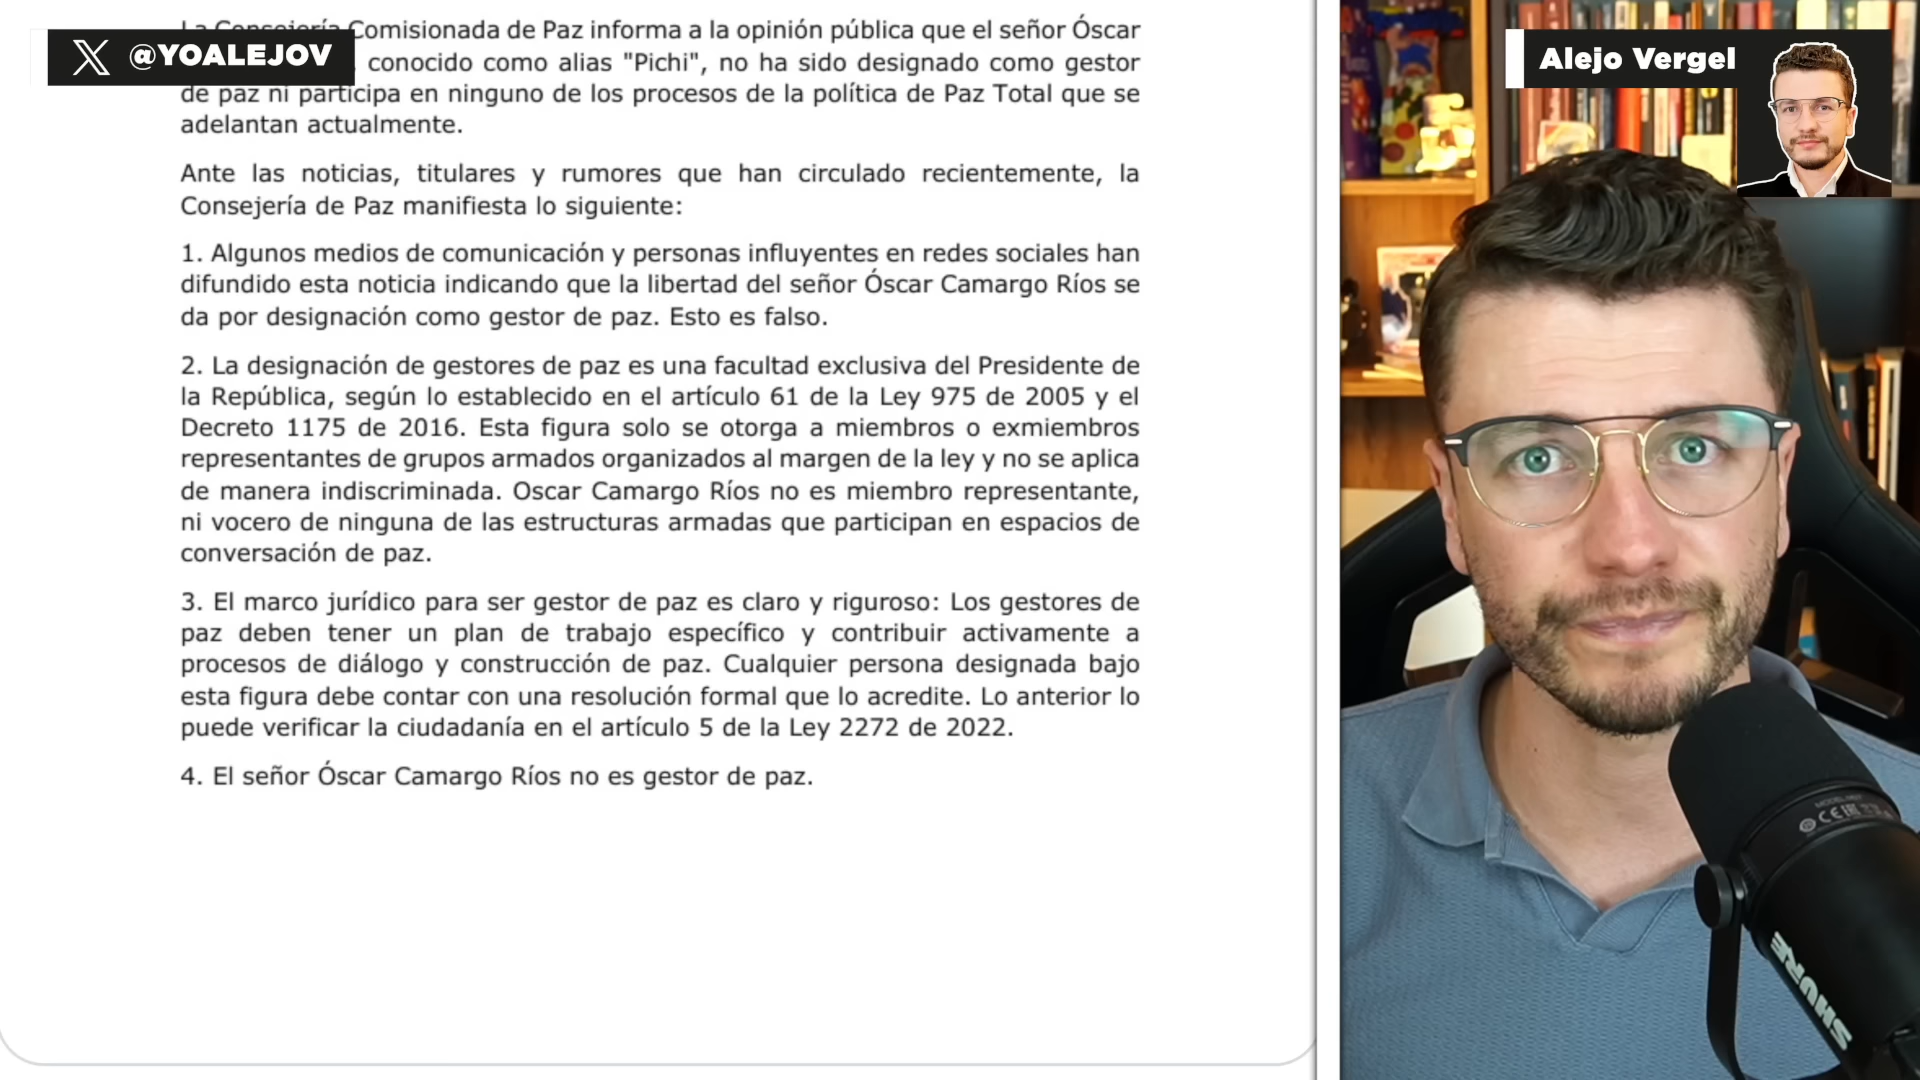 La Consejería Comisionada de Paz informa a la opinión pública que el señor Óscar
X @YOALEJOV
conocido como alias "Pichi", no ha sido designado como gestor
de paz ni participa en ninguno de los procesos de la política de Paz Total que se
adelantan actualmente.
Ante las noticias, titulares y rumores que han circulado recientemente, la
Consejería de Paz manifiesta lo siguiente:
1. Algunos medios de comunicación y personas influyentes en redes sociales han
difundido esta noticia indicando que la libertad del señor Óscar Camargo Ríos se
da por designación como gestor de paz. Esto es falso.
2. La designación de gestores de paz es una facultad exclusiva del Presidente de
la República, según lo establecido en el artículo 61 de la Ley 975 de 2005 y el
Decreto 1175 de 2016. Esta figura solo se otorga a miembros o exmiembros
representantes de grupos armados organizados al margen de la ley y no se aplica
de manera indiscriminada. Oscar Camargo Ríos no es miembro representante,
ni vocero de ninguna de las estructuras armadas que participan en espacios de
conversación de paz.
3. El marco jurídico para ser gestor de paz es claro y riguroso: Los gestores de
paz deben tener un plan de trabajo específico y contribuir activamente a
procesos de diálogo y construcción de paz. Cualquier persona designada bajo
esta figura debe contar con una resolución formal que lo acredite. Lo anterior lo
puede verificar la ciudadanía en el artículo 5 de la Ley 2272 de 2022.
4. El señor Óscar Camargo Ríos no es gestor de paz.
Alejo Vergel
SHURE